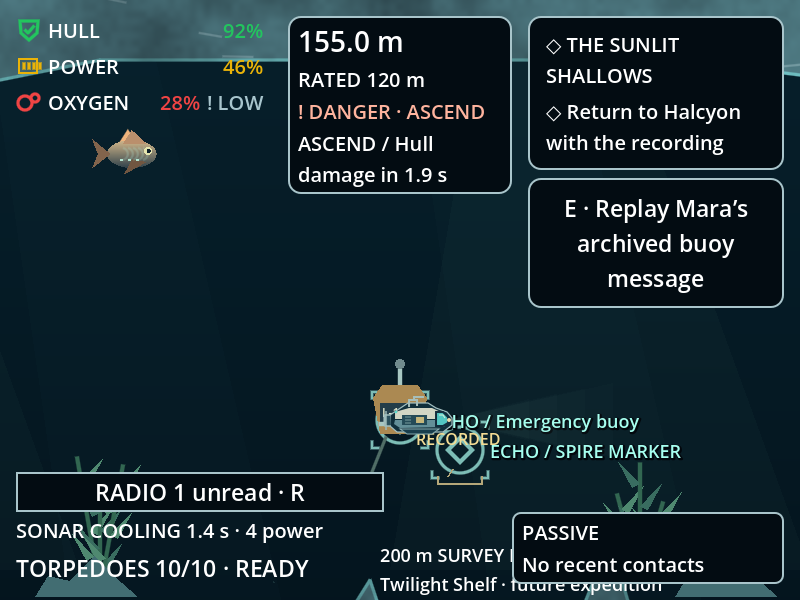 HULL 92%
POWER 46%
OXYGEN 28% ! LOW
155.0 m
RATED 120 m
! DANGER · ASCEND
ASCEND / Hull
damage in 1.9 s
◇ THE SUNLIT
SHALLOWS
◇ Return to Halcyon
with the recording
E · Replay Mara’s
archived buoy
message
HO / Emergency buoy
RECORDED
ECHO / SPIRE MARKER
RADIO 1 unread · R
SONAR COOLING 1.4 s · 4 power
TORPEDOES 10/10 · READY
200 m SURVEY
Twilight Shelf · future expedition
PASSIVE
No recent contacts